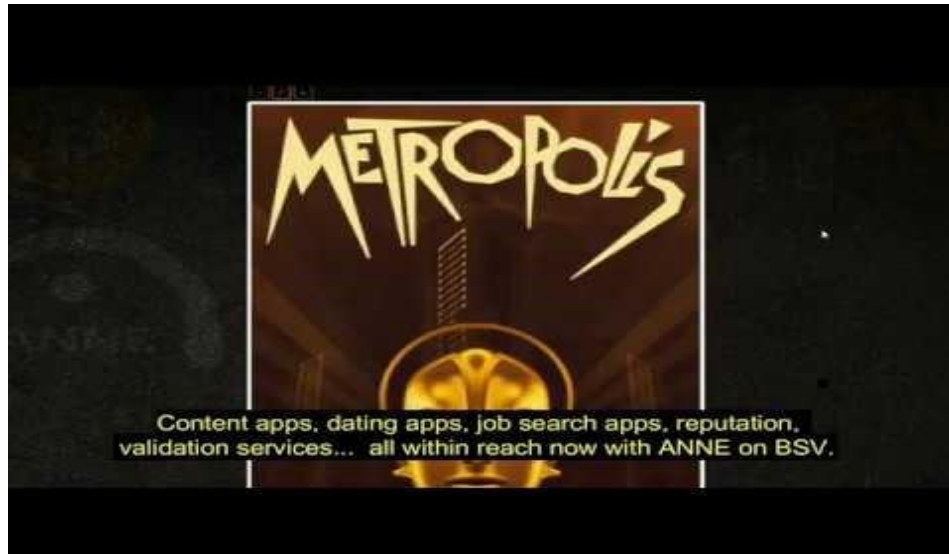 METROPOLIS
ANNE
Content apps, dating apps, job search apps, reputation,
validation services... all within reach now with ANNE on BSV.